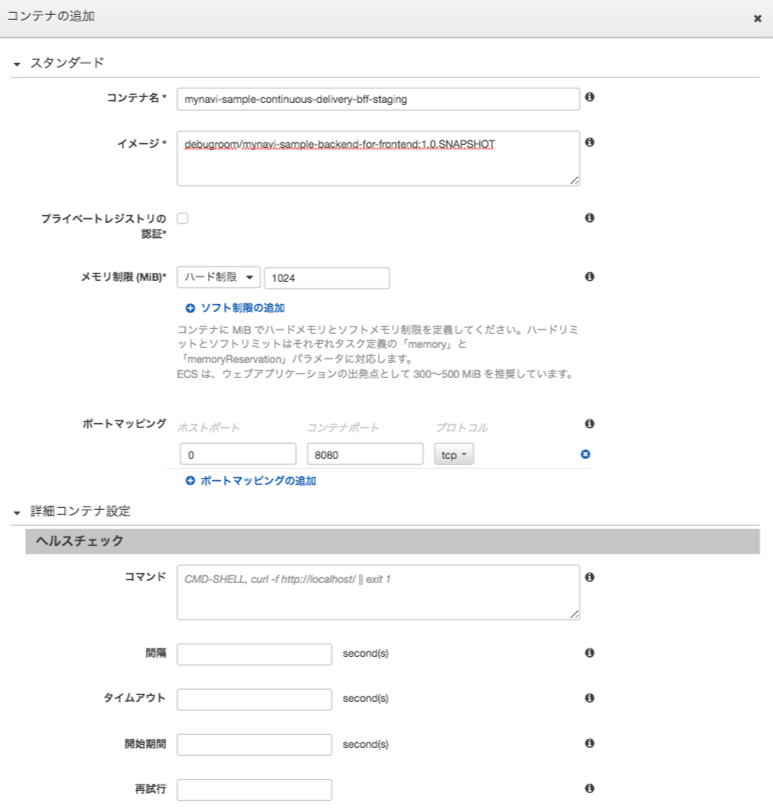 コンテナの追加
スタンダード
コンテナ名 * mynavi-sample-continuous-delivery-bff-staging
イメージ * debugroom/mynavi-sample-backend-for-frontend:1.0.SNAPSHOT
プライベートレジストリの
認証*
メモリ制限 (MiB)* ハード制限 1024
ソフト制限の追加
コンテナに MiB でハードメモリとソフトメモリ制限を定義してください。ハードリミ
ットとソフトリミットはそれぞれタスク定義の「memory」と
「memoryReservation」パラメータに対応します。
ECS は、ウェブアプリケーションの出発点として 300〜500 MiB を推奨しています。
ポートマッピング ホストポート コンテナポート プロトコル
0 8080 tcp
ポートマッピングの追加
詳細コンテナ設定
ヘルスチェック
コマンド CMD-SHELL, curl -f http://localhost/ || exit 1
間隔 second(s)
タイムアウト second(s)
開始期間 second(s)
再試行